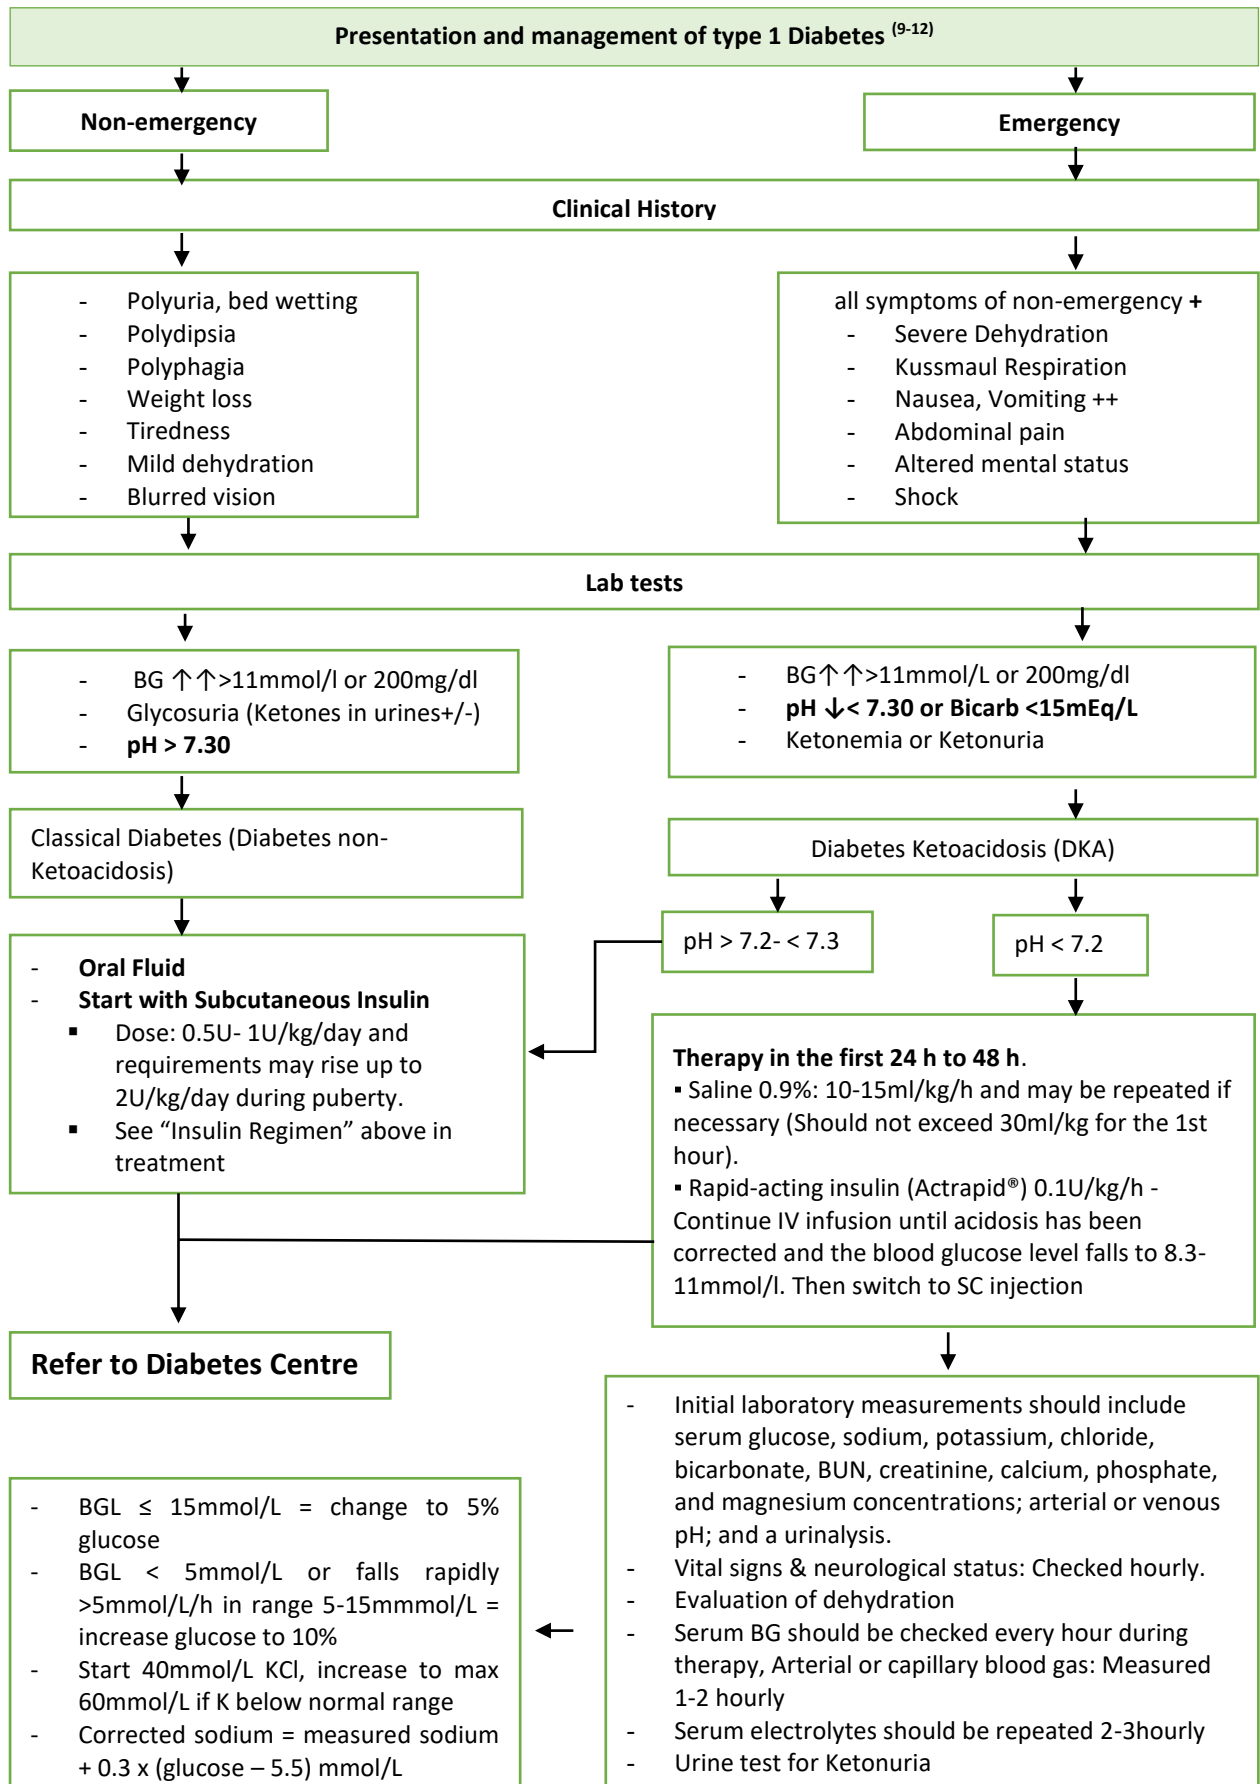 Presentation and management of type 1 Diabetes (9-12)
Non-emergency
Emergency
Clinical History
- Polyuria, bed wetting
- Polydipsia
- Polyphagia
- Weight loss
- Tiredness
- Mild dehydration
- Blurred vision
all symptoms of non-emergency +
- Severe Dehydration
- Kussmaul Respiration
- Nausea, Vomiting ++
- Abdominal pain
- Altered mental status
- Shock
Lab tests
- BG ↑↑>11mmol/l or 200mg/dl
- Glycosuria (Ketones in urines+/-)
- pH > 7.30
- BG↑↑>11mmol/L or 200mg/dl
- pH ↓< 7.30 or Bicarb <15mEq/L
- Ketonemia or Ketonuria
Classical Diabetes (Diabetes non-
Ketoacidosis)
Diabetes Ketoacidosis (DKA)
pH > 7.2- < 7.3
pH < 7.2
- Oral Fluid
- Start with Subcutaneous Insulin
▪ Dose: 0.5U- 1U/kg/day and
requirements may rise up to
2U/kg/day during puberty.
▪ See “Insulin Regimen” above in
treatment
Therapy in the first 24 h to 48 h.
▪ Saline 0.9%: 10-15ml/kg/h and may be repeated if
necessary (Should not exceed 30ml/kg for the 1st
hour).
▪ Rapid-acting insulin (Actrapid®) 0.1U/kg/h -
Continue IV infusion until acidosis has been
corrected and the blood glucose level falls to 8.3-
11mmol/l. Then switch to SC injection
Refer to Diabetes Centre
- Initial laboratory measurements should include
serum glucose, sodium, potassium, chloride,
bicarbonate, BUN, creatinine, calcium, phosphate,
and magnesium concentrations; arterial or venous
pH; and a urinalysis.
- Vital signs & neurological status: Checked hourly.
- Evaluation of dehydration
- Serum BG should be checked every hour during
therapy, Arterial or capillary blood gas: Measured
1-2 hourly
- Serum electrolytes should be repeated 2-3hourly
- Urine test for Ketonuria
- BGL ≤ 15mmol/L = change to 5%
glucose
- BGL < 5mmol/L or falls rapidly
>5mmol/L/h in range 5-15mmmol/L =
increase glucose to 10%
- Start 40mmol/L KCl, increase to max
60mmol/L if K below normal range
- Corrected sodium = measured sodium
+ 0.3 x (glucose – 5.5) mmol/L